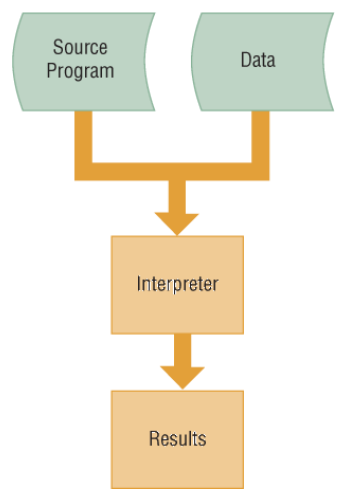 Source
Program
Data
Interpreter
Results